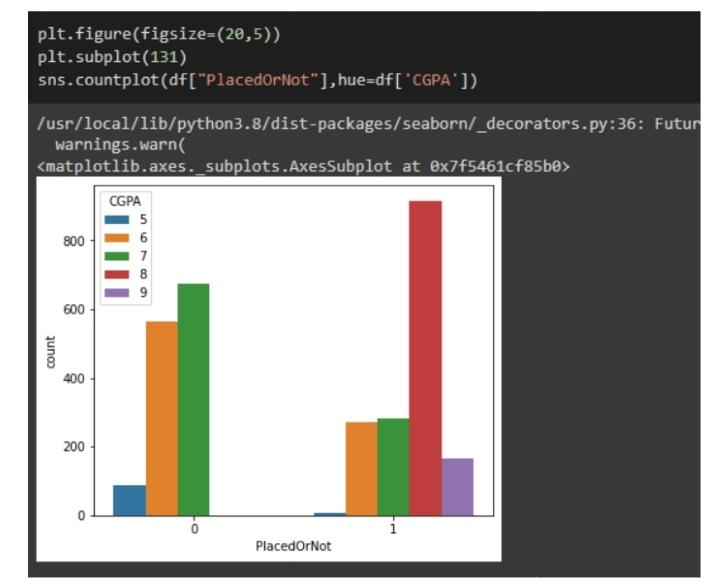 plt.figure(figsize=(20,5))
plt.subplot(131)
sns.countplot(df["PlacedOrNot"],hue=df['CGPA'])
/usr/local/lib/python3.8/dist-packages/seaborn/_decorators.py:36: Futur
warnings.warn(
<matplotlib.axes._subplots.AxesSubplot at 0x7f5461cf85b0>
CGPA
5
6
7
8
9
800
600
400
200
0
count
0 1
PlacedOrNot